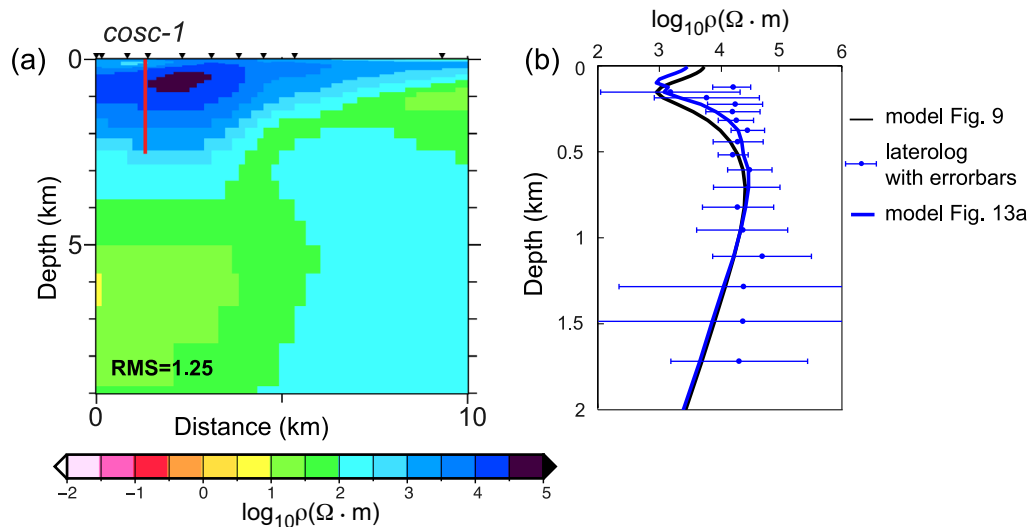 cosc-1
(a)
0
5
Depth (km)
RMS=1.25
0
10
Distance (km)
−2 −1 0 1 2 3 4 5
log10ρ(Ω · m)
log10ρ(Ω · m)
2 3 4 5 6
(b)
0
0.5
1
1.5
2
Depth (km)
model Fig. 9
laterolog
with errorbars
model Fig. 13a